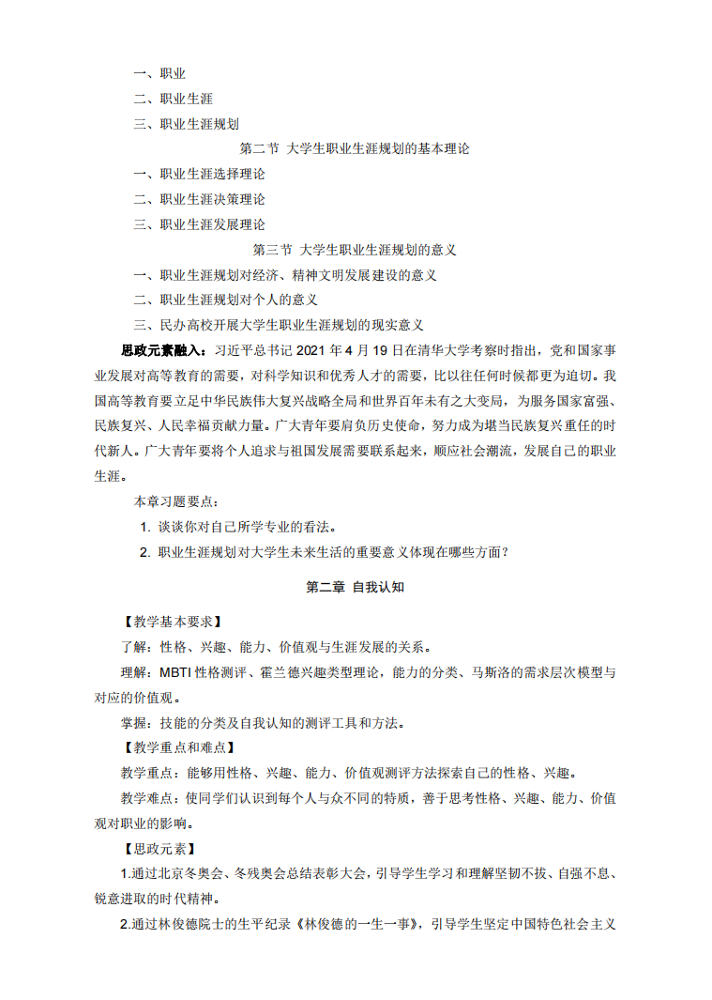 一、职业
二、职业生涯
三、职业生涯规划
第二节 大学生职业生涯规划的基本理论
一、职业生涯选择理论
二、职业生涯决策理论
三、职业生涯发展理论
第三节 大学生职业生涯规划的意义
一、职业生涯规划对经济、精神文明发展建设的意义
二、职业生涯规划对个人的意义
三、民办高校开展大学生职业生涯规划的现实意义
思政元素融入：习近平总书记 2021 年 4 月 19 日在清华大学考察时指出，党和国家事
业发展对高等教育的需要，对科学知识和优秀人才的需要，比以往任何时候都更为迫切。我
国高等教育要立足中华民族伟大复兴战略全局和世界百年未有之大变局，为服务国家富强、
民族复兴、人民幸福贡献力量。广大青年要肩负历史使命，努力成为堪当民族复兴重任的时
代新人。广大青年要将个人追求与祖国发展需要联系起来，顺应社会潮流，发展自己的职业
生涯。
本章习题要点：
1. 谈谈你对自己所学专业的看法。
2. 职业生涯规划对大学生未来生活的重要意义体现在哪些方面？
第二章 自我认知
【教学基本要求】
了解：性格、兴趣、能力、价值观与生涯发展的关系。
理解：MBTI 性格测评、霍兰德兴趣类型理论，能力的分类、马斯洛的需求层次模型与
对应的价值观。
掌握：技能的分类及自我认知的测评工具和方法。
【教学重点和难点】
教学重点：能够用性格、兴趣、能力、价值观测评方法探索自己的性格、兴趣。
教学难点：使同学们认识到每个人与众不同的特质，善于思考性格、兴趣、能力、价值
观对职业的影响。
【思政元素】
1.通过北京冬奥会、冬残奥会总结表彰大会，引导学生学习和理解坚韧不拔、自强不息、
锐意进取的时代精神。
2.通过林俊德院士的生平纪录《林俊德的一生一事》，引导学生坚定中国特色社会主义